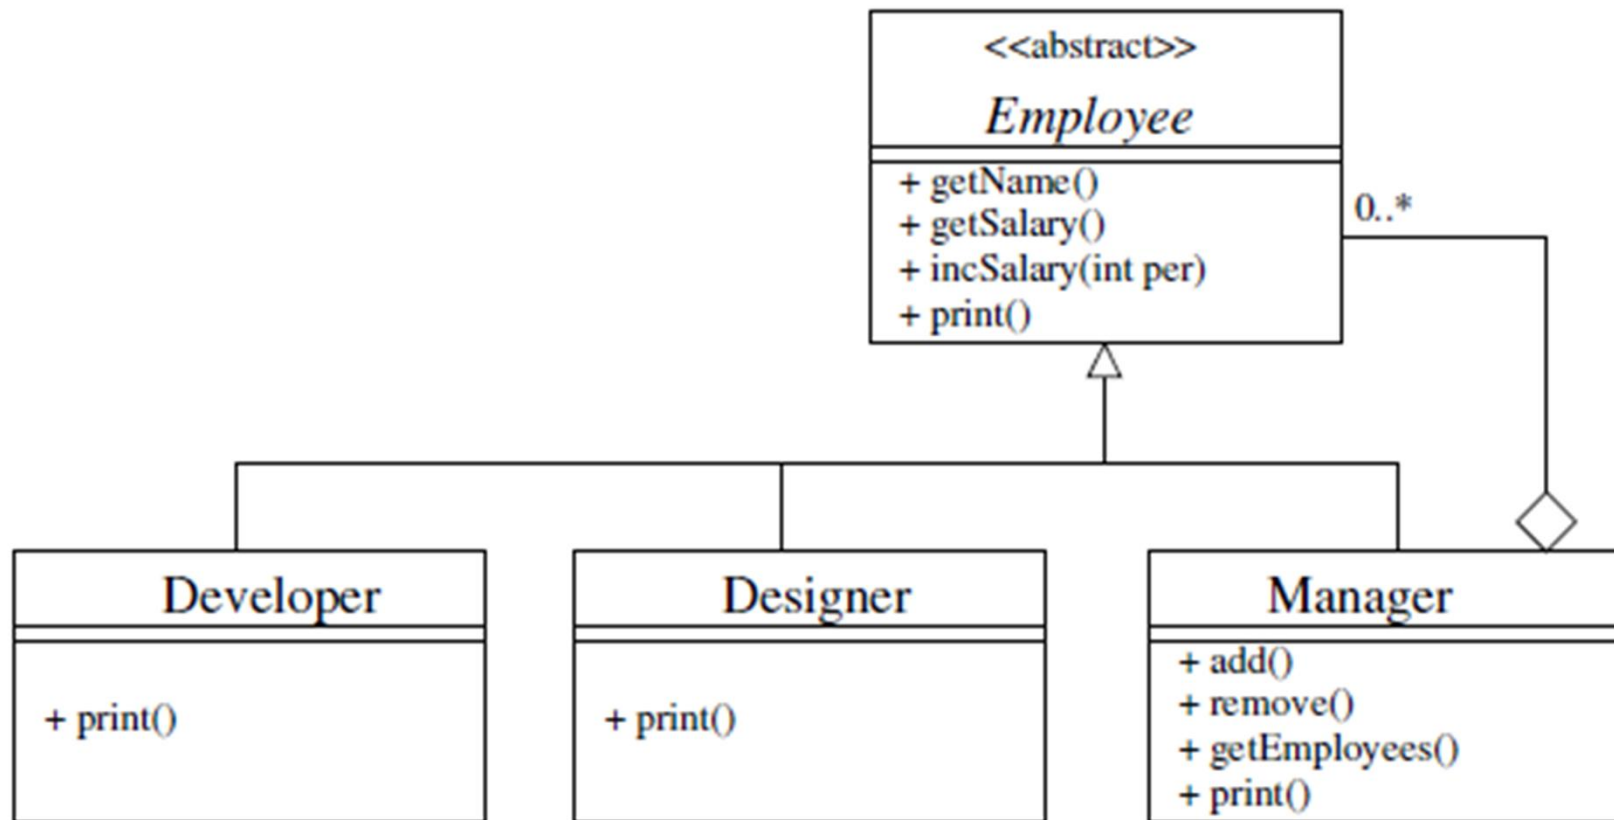 <<abstract>>
Employee
+ getName()
+ getSalary()
+ incSalary(int per)
+ print()
0..*
Developer
+ print()
Designer
+ print()
Manager
+ add()
+ remove()
+ getEmployees()
+ print()